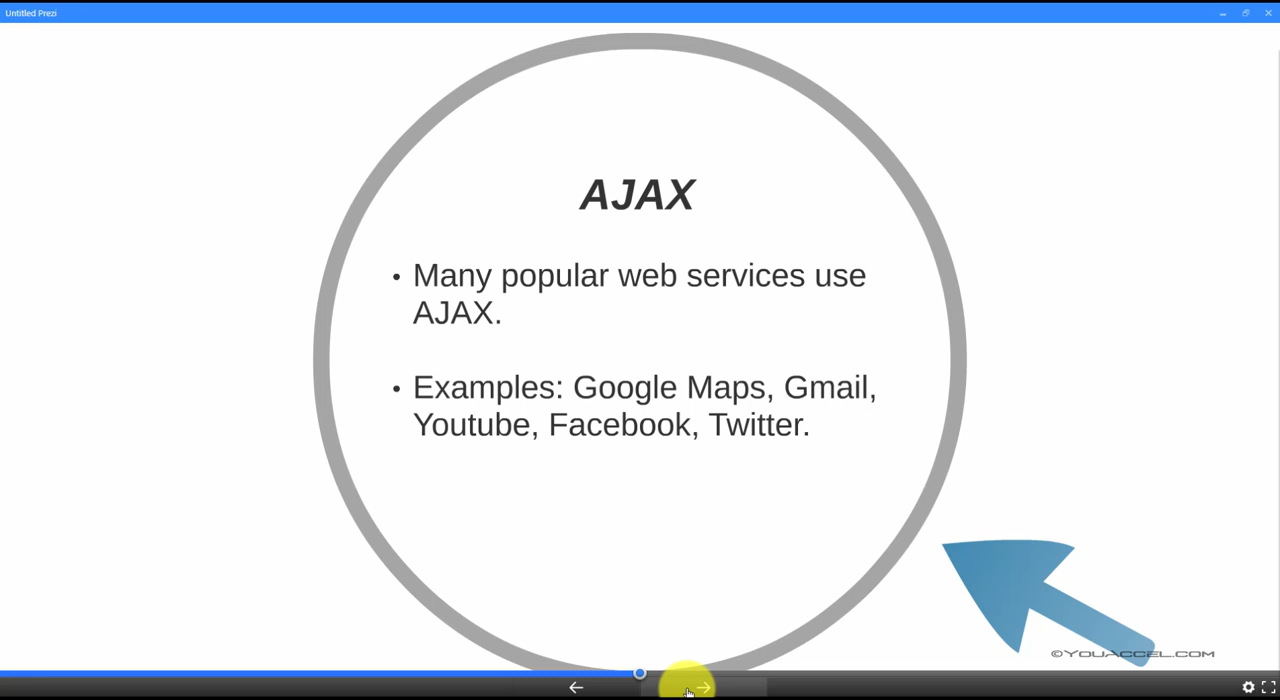 Untitled Prezi
AJAX
• Many popular web services use
AJAX.
• Examples: Google Maps, Gmail,
Youtube, Facebook, Twitter.
©YOUACCEL.COM